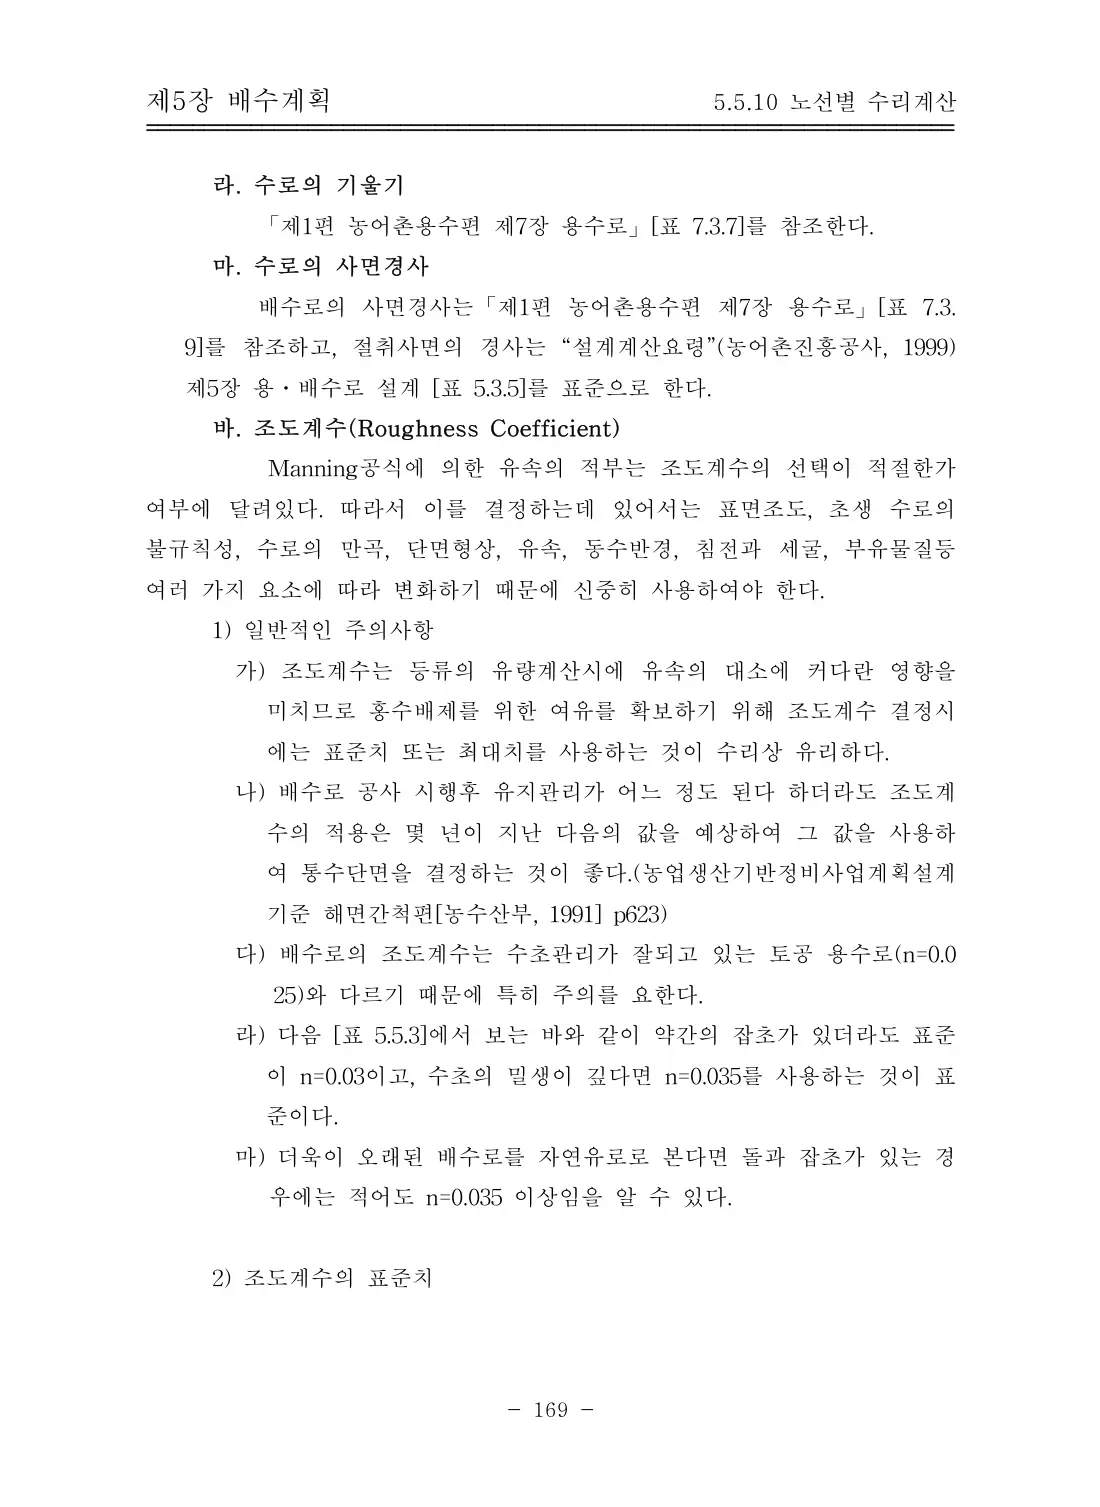 제5장 배수계획
5.5.10 노선별 수리계산
라. 수로의 기울기
「제1편 농어촌용수편 제7장 용수로」[표 7.3.7]를 참조한다.
마. 수로의 사면경사
배수로의 사면경사는「제1편 농어촌용수편 제7장 용수로」[표 7.3.
9]를 참조하고, 절취사면의 경사는 “설계계산요령”(농어촌진흥공사, 1999)
제5장 용・배수로 설계 [표 5.3.5]를 표준으로 한다.
바. 조도계수(Roughness Coefficient)
Manning공식에 의한 유속의 적부는 조도계수의 선택이 적절한가
여부에 달려있다. 따라서 이를 결정하는데 있어서는 표면조도, 초생 수로의
불규칙성, 수로의 만곡, 단면형상, 유속, 동수반경, 침전과 세굴, 부유물질등
여러 가지 요소에 따라 변화하기 때문에 신중히 사용하여야 한다.
1) 일반적인 주의사항
가) 조도계수는 등류의 유량계산시에 유속의 대소에 커다란 영향을
미치므로 홍수배제를 위한 여유를 확보하기 위해 조도계수 결정시
에는 표준치 또는 최대치를 사용하는 것이 수리상 유리하다.
나) 배수로 공사 시행후 유지관리가 어느 정도 된다 하더라도 조도계
수의 적용은 몇 년이 지난 다음의 값을 예상하여 그 값을 사용하
여 통수단면을 결정하는 것이 좋다.(농업생산기반정비사업계획설계
기준 해면간척편[농수산부, 1991] p623)
다) 배수로의 조도계수는 수초관리가 잘되고 있는 토공 용수로(n=0.0
25)와 다르기 때문에 특히 주의를 요한다.
라) 다음 [표 5.5.3]에서 보는 바와 같이 약간의 잡초가 있더라도 표준
이 n=0.03이고, 수초의 밀생이 깊다면 n=0.035를 사용하는 것이 표
준이다.
마) 더욱이 오래된 배수로를 자연유로로 본다면 돌과 잡초가 있는 경
우에는 적어도 n=0.035 이상임을 알 수 있다.
2) 조도계수의 표준치
- 169 -